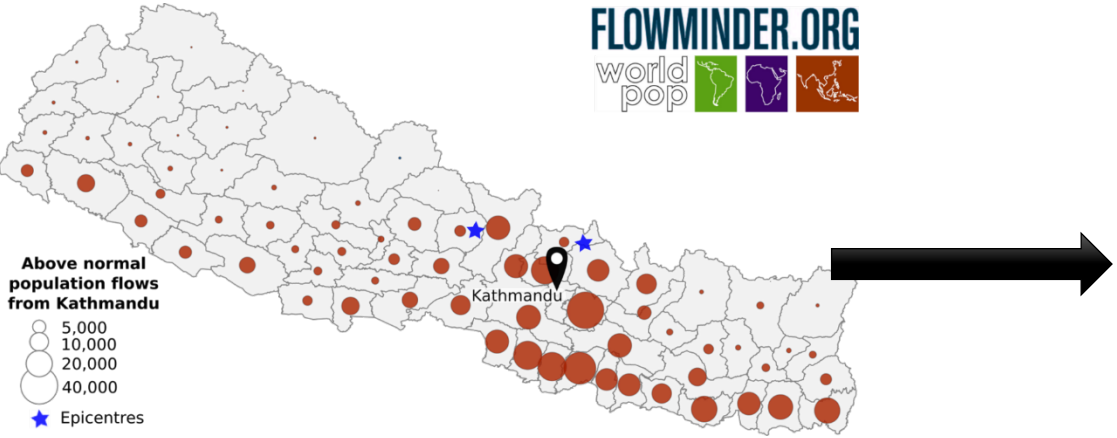 FLOWMINDER.ORG
world
pop
Kathmandu
Above normal
population flows
from Kathmandu
5,000
10,000
20,000
40,000
Epicentres